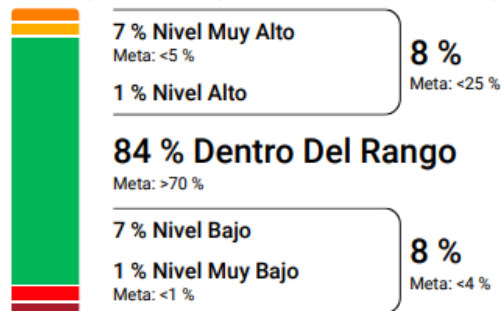 7 % Nivel Muy Alto
Meta: <5 %
1 % Nivel Alto
8 %
Meta: <25 %
84 % Dentro Del Rango
Meta: >70 %
7 % Nivel Bajo
1 % Nivel Muy Bajo
Meta: <1 %
8 %
Meta: <4 %